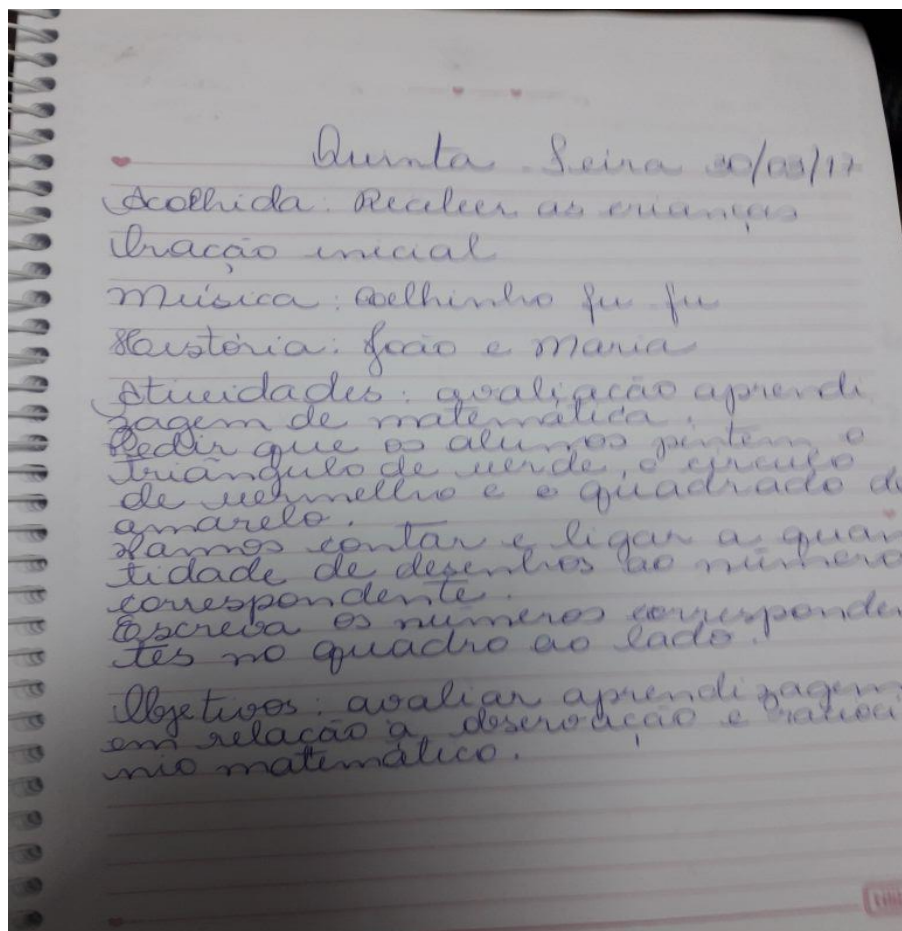 Quinta Feira 30/03/17
Acolhida: Receber as crianças
Oração inicial
Música: coelhinho fu fu
História: João e Maria
Atividades: avaliação aprendi
zagem de matemática.
Pedir que os alunos pintem o
triângulo de verde, o circulo
de vermelho e o quadrado de
amarelo.
Vamos contar e ligar a quan
tidade de desenhos ao número
correspondente.
Escreva os números corresponden
tes no quadro ao lado.
Objetivos: avaliar aprendizagem
em relação à observação e racioci
nio matemático.